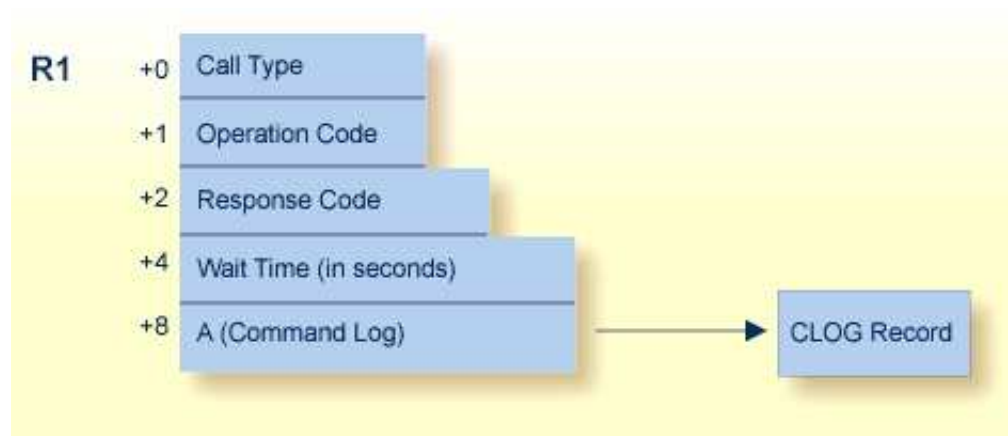 R1 +0 Call Type
+1 Operation Code
+2 Response Code
+4 Wait Time (in seconds)
+8 A (Command Log) CLOG Record